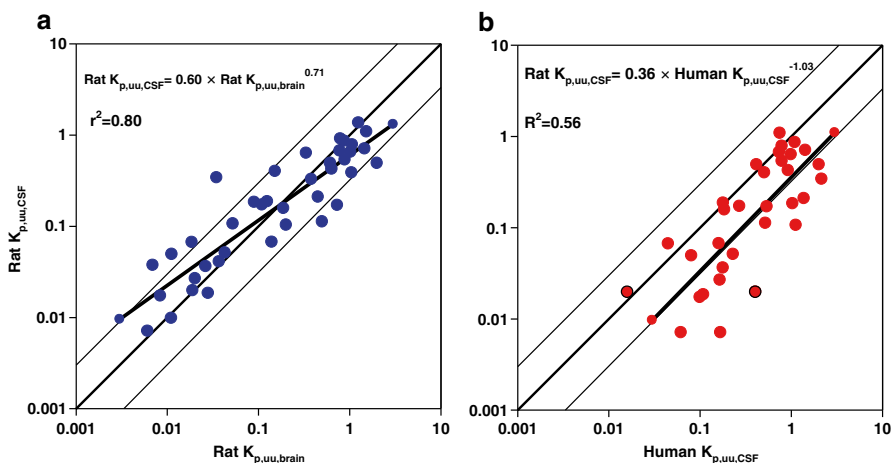 a
Rat Kp,uu,CSF= 0.60 × Rat Kp,uu,brain0.71
r²=0.80
10
1
0.1
0.01
0.001
Rat Kp,uu,CSF
0.001
0.01
0.1
1
10
Rat Kp,uu,brain
b
Rat Kp,uu,CSF= 0.36 × Human Kp,uu,CSF-1.03
R²=0.56
10
1
0.1
0.01
0.001
0.001
0.01
0.1
1
10
Human Kp,uu,CSF